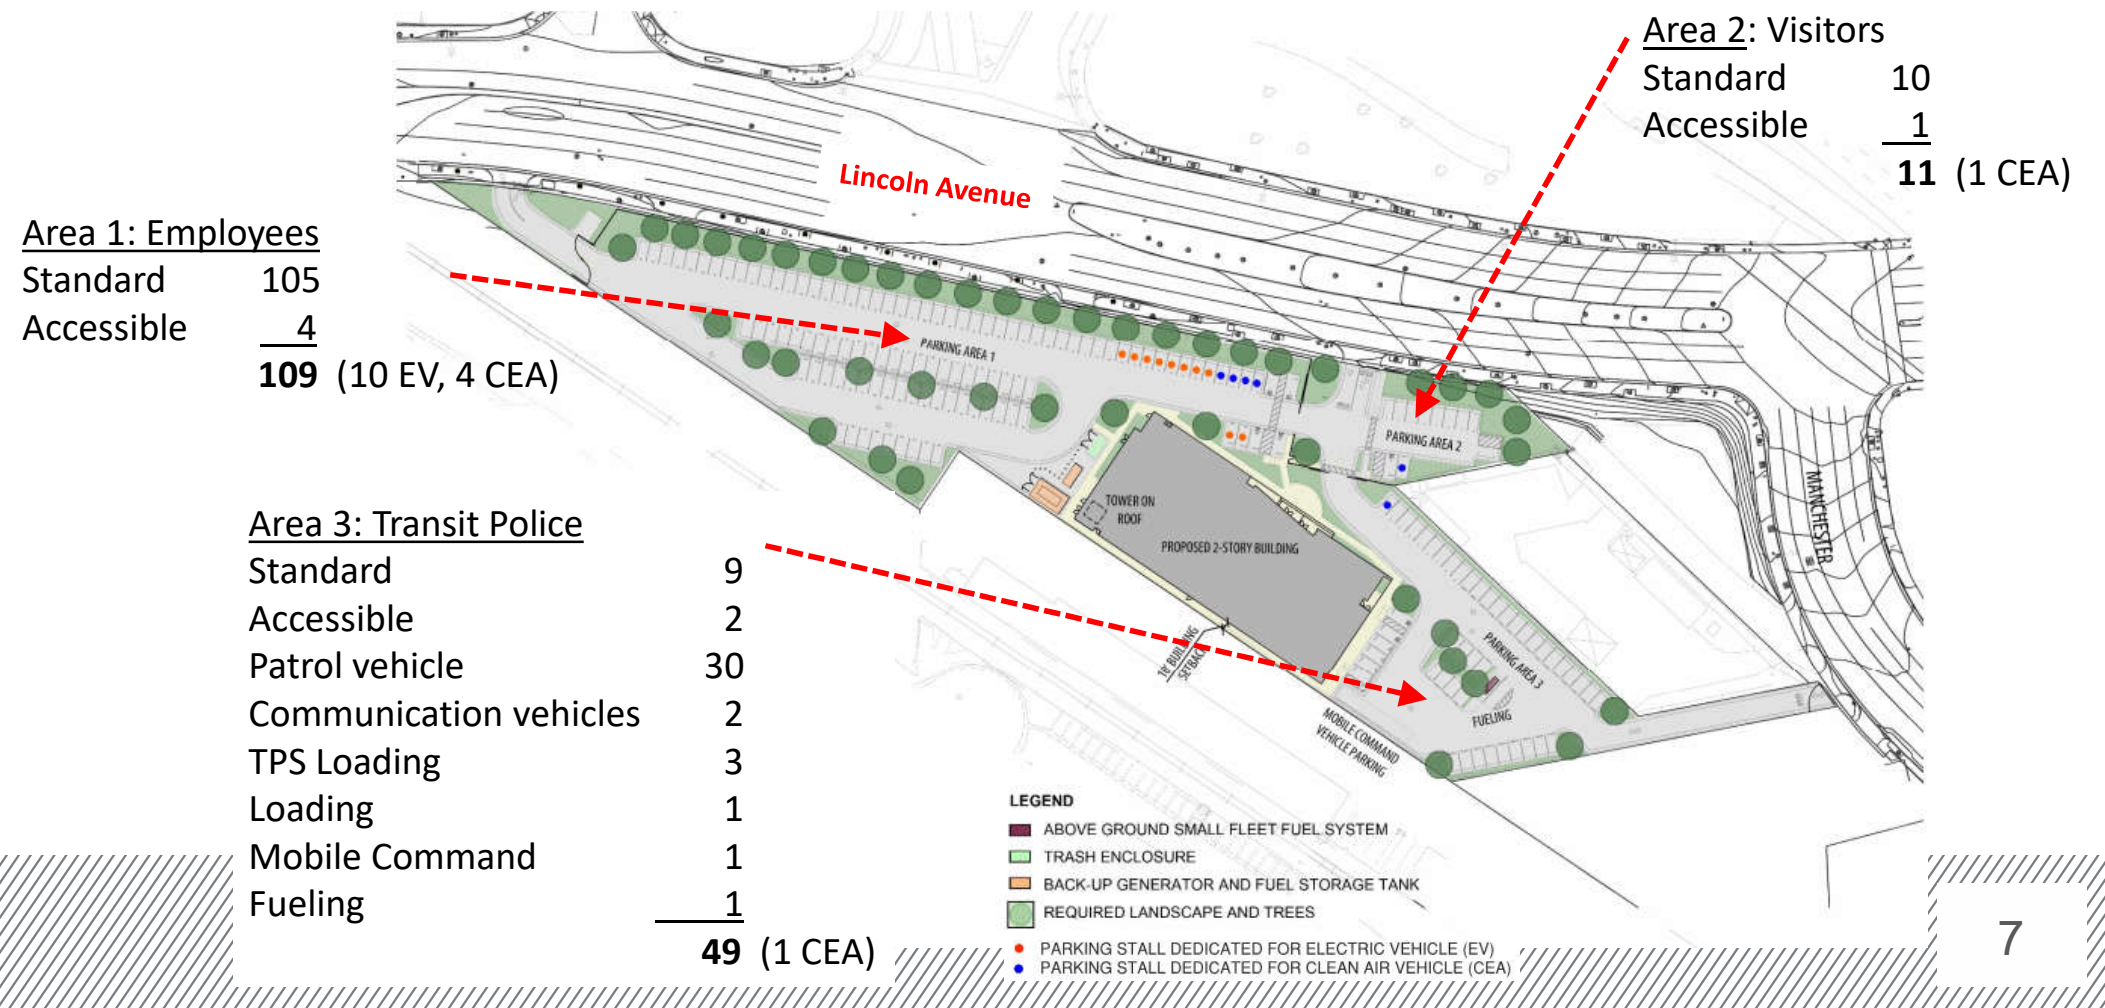 Area 2: Visitors
Standard 10
Accessible 1
11 (1 CEA)
Lincoln Avenue
Area 1: Employees
Standard 105
Accessible 4
109 (10 EV, 4 CEA)
PARKING AREA 1
PARKING AREA 2
MANCHESTER
TOWER ON
ROOF
PROPOSED 2-STORY BUILDING
Area 3: Transit Police
Standard 9
Accessible 2
Patrol vehicle 30
Communication vehicles 2
TPS Loading 3
Loading 1
Mobile Command 1
Fueling 1
49 (1 CEA)
BUILDING
SETBACK
PARKING AREA 3
FUELING
MOBILE COMMAND
VEHICLE PARKING
LEGEND
ABOVE GROUND SMALL FLEET FUEL SYSTEM
TRASH ENCLOSURE
BACK-UP GENERATOR AND FUEL STORAGE TANK
REQUIRED LANDSCAPE AND TREES
PARKING STALL DEDICATED FOR ELECTRIC VEHICLE (EV)
PARKING STALL DEDICATED FOR CLEAN AIR VEHICLE (CEA)
7